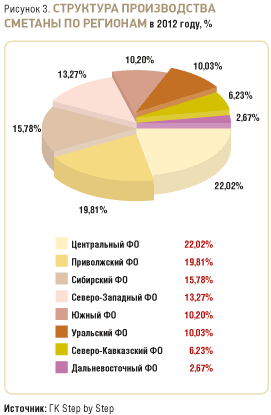 Рисунок 3. СТРУКТУРА ПРОИЗВОДСТВА
СМЕТАНЫ ПО РЕГИОНАМ в 2012 году, %
10,20%
10,03%
13,27%
6,23%
2,67%
15,78%
22,02%
19,81%
Центральный ФО 22,02%
Приволжский ФО 19,81%
Сибирский ФО 15,78%
Северо-Западный ФО 13,27%
Южный ФО 10,20%
Уральский ФО 10,03%
Северо-Кавказский ФО 6,23%
Дальневосточный ФО 2,67%
Источник: ГК Step by Step